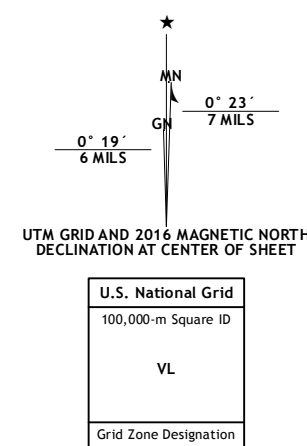 MN
GN
0° 23´
7 MILS
0° 19´
6 MILS
UTM GRID AND 2016 MAGNETIC NORTH
DECLINATION AT CENTER OF SHEET
U.S. National Grid
100,000-m Square ID
VL
Grid Zone Designation